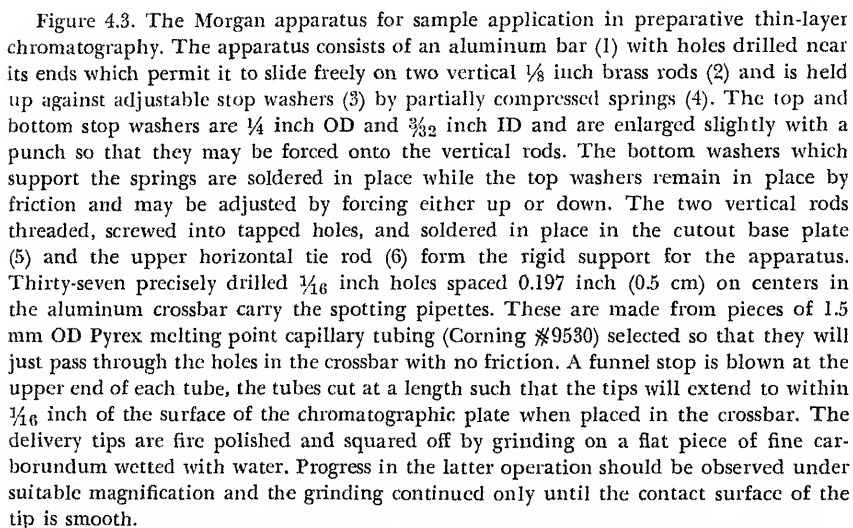 Figure 4.3. The Morgan apparatus for sample application in preparative thin-layer
chromatography. The apparatus consists of an aluminum bar (1) with holes drilled near
its ends which permit it to slide freely on two vertical ⅛ inch brass rods (2) and is held
up against adjustable stop washers (3) by partially compressed springs (4). The top and
bottom stop washers are ¼ inch OD and 3/32 inch ID and are enlarged slightly with a
punch so that they may be forced onto the vertical rods. The bottom washers which
support the springs are soldered in place while the top washers remain in place by
friction and may be adjusted by forcing either up or down. The two vertical rods
threaded, screwed into tapped holes, and soldered in place in the cutout base plate
(5) and the upper horizontal tie rod (6) form the rigid support for the apparatus.
Thirty-seven precisely drilled 1/16 inch holes spaced 0.197 inch (0.5 cm) on centers in
the aluminum crossbar carry the spotting pipettes. These are made from pieces of 1.5
mm OD Pyrex melting point capillary tubing (Corning #9530) selected so that they will
just pass through the holes in the crossbar with no friction. A funnel stop is blown at the
upper end of each tube, the tubes cut at a length such that the tips will extend to within
1/16 inch of the surface of the chromatographic plate when placed in the crossbar. The
delivery tips are fire polished and squared off by grinding on a flat piece of fine car-
borundum wetted with water. Progress in the latter operation should be observed under
suitable magnification and the grinding continued only until the contact surface of the
tip is smooth.